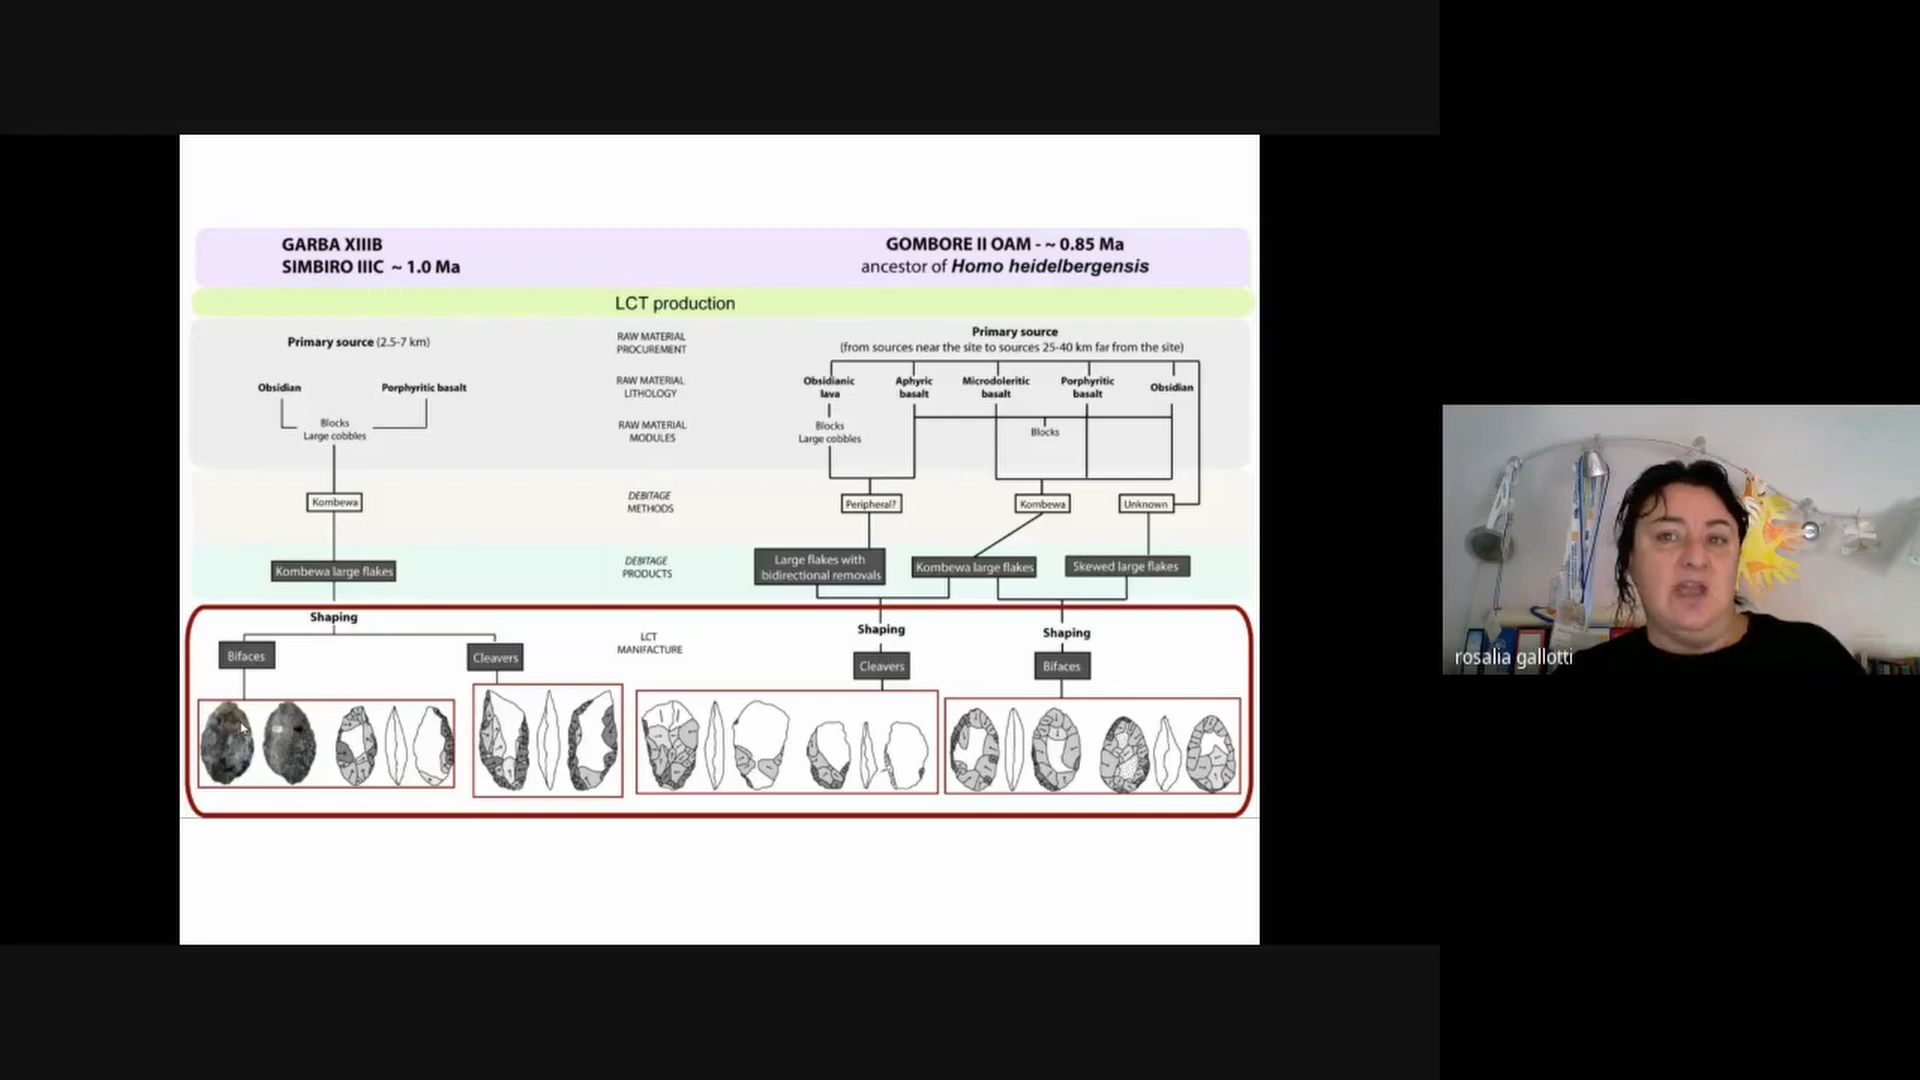 GARBA XIIIB
SIMBIRO IIIC ~ 1.0 Ma
GOMBORE II OAM - ~ 0.85 Ma
ancestor of Homo heidelbergensis
LCT production
Primary source (2.5-7 km)
RAW MATERIAL
PROCUREMENT
Primary source
(from sources near the site to sources 25-40 km far from the site)
Obsidian
Porphyritic basalt
RAW MATERIAL
LITHOLOGY
Obsidianic
lava
Aphyric
basalt
Microdoleritic
basalt
Porphyritic
basalt
Obsidian
Blocks
Large cobbles
RAW MATERIAL
MODULES
Blocks
Large cobbles
Blocks
Kombewa
DEBITAGE
METHODS
Peripheral?
Kombewa
Unknown
Kombewa large flakes
DEBITAGE
PRODUCTS
Large flakes with
bidirectional removals
Kombewa large flakes
Skewed large flakes
Shaping
Bifaces
Cleavers
LCT
MANIFACTURE
Shaping
Cleavers
Shaping
Bifaces
rosalia gallotti